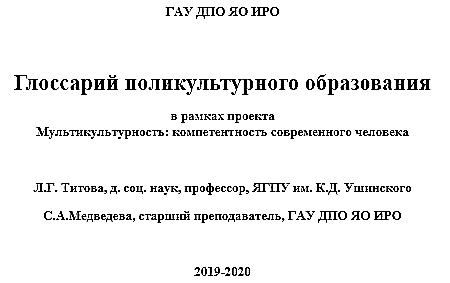 ГАУ ДПО ЯО ИРО
Глоссарий поликультурного образования
в рамках проекта
Мультикультурность: компетентность современного человека
Л.Г. Титова, д. соц. наук, профессор, ЯГПУ им. К.Д. Ушинского
С.А.Медведева, старший преподаватель, ГАУ ДПО ЯО ИРО
2019-2020